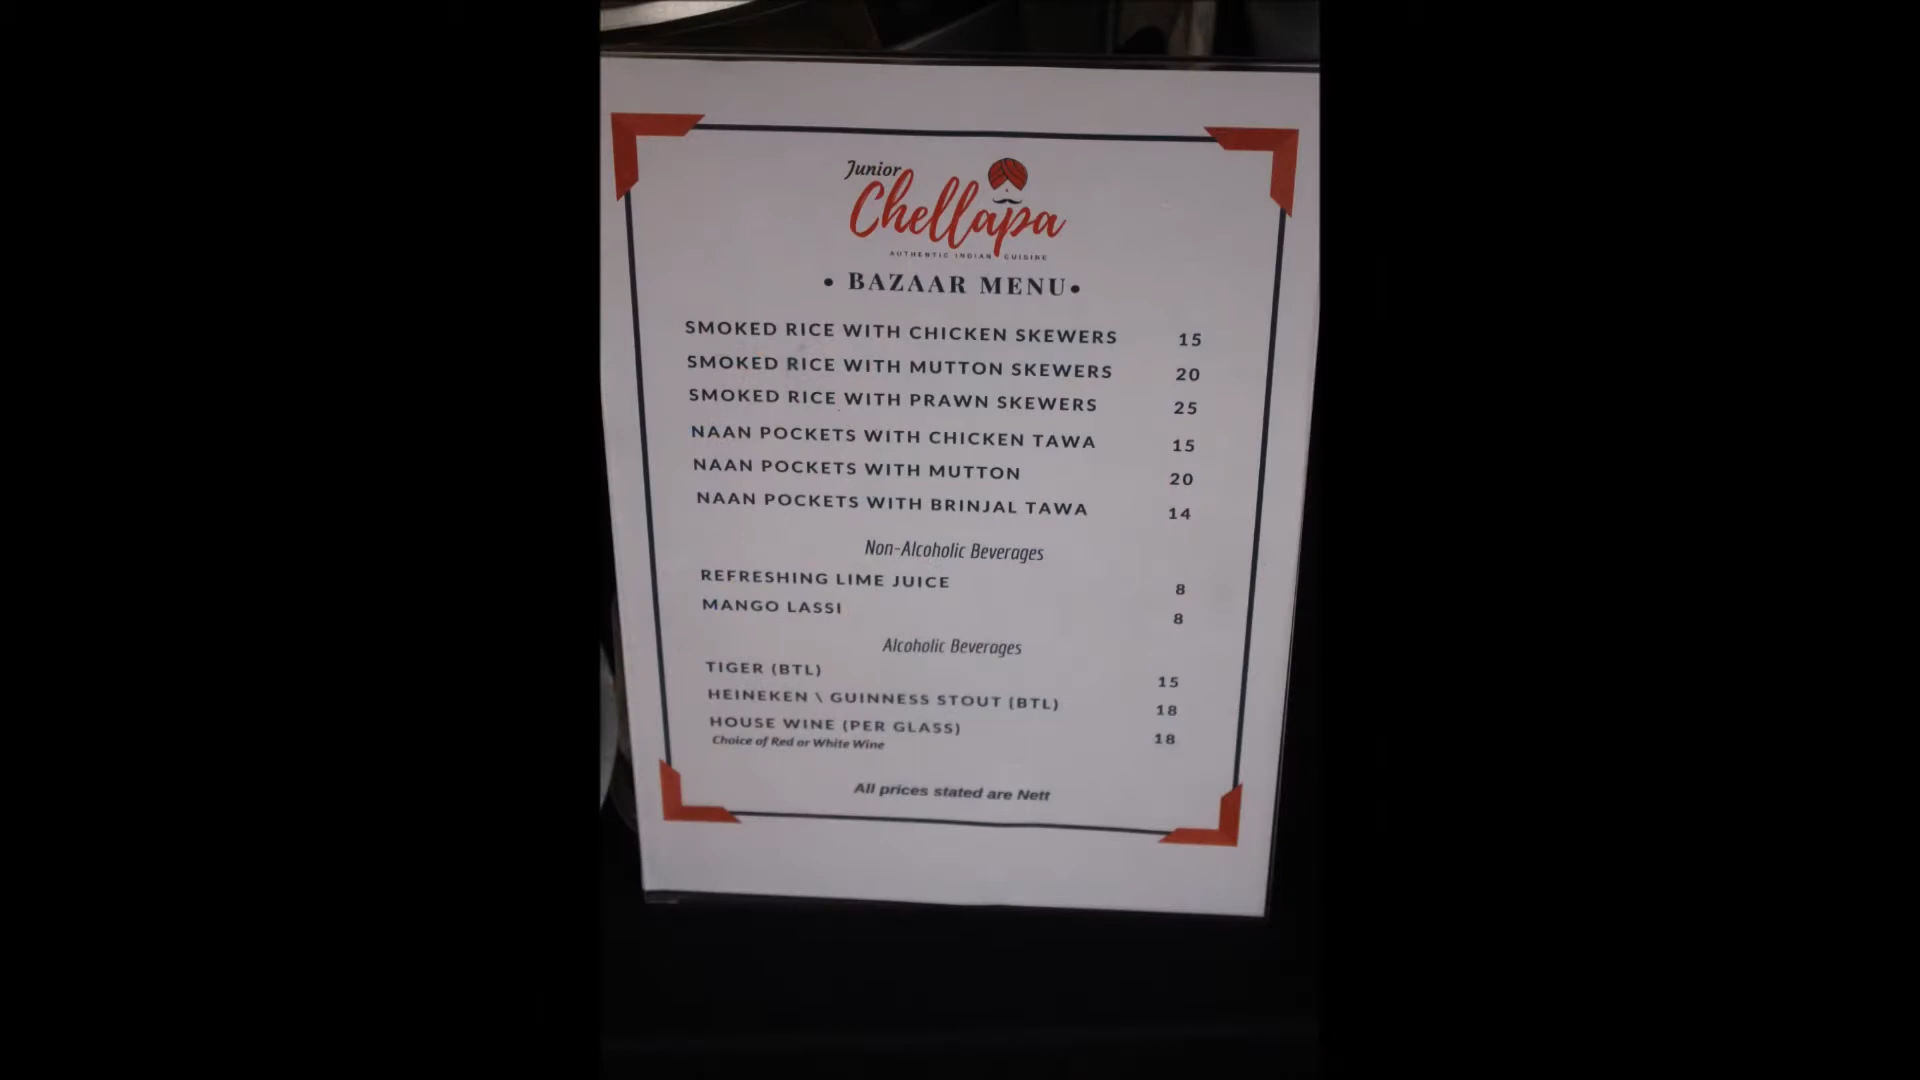 Junior
Chellapa
AUTHENTIC INDIAN CUISINE
• BAZAAR MENU •
SMOKED RICE WITH CHICKEN SKEWERS 15
SMOKED RICE WITH MUTTON SKEWERS 20
SMOKED RICE WITH PRAWN SKEWERS 25
NAAN POCKETS WITH CHICKEN TAWA 15
NAAN POCKETS WITH MUTTON 20
NAAN POCKETS WITH BRINJAL TAWA 14
Non-Alcoholic Beverages
REFRESHING LIME JUICE 8
MANGO LASSI 8
Alcoholic Beverages
TIGER (BTL) 15
HEINEKEN \ GUINNESS STOUT (BTL) 18
HOUSE WINE (PER GLASS) 18
Choice of Red or White Wine
All prices stated are Nett